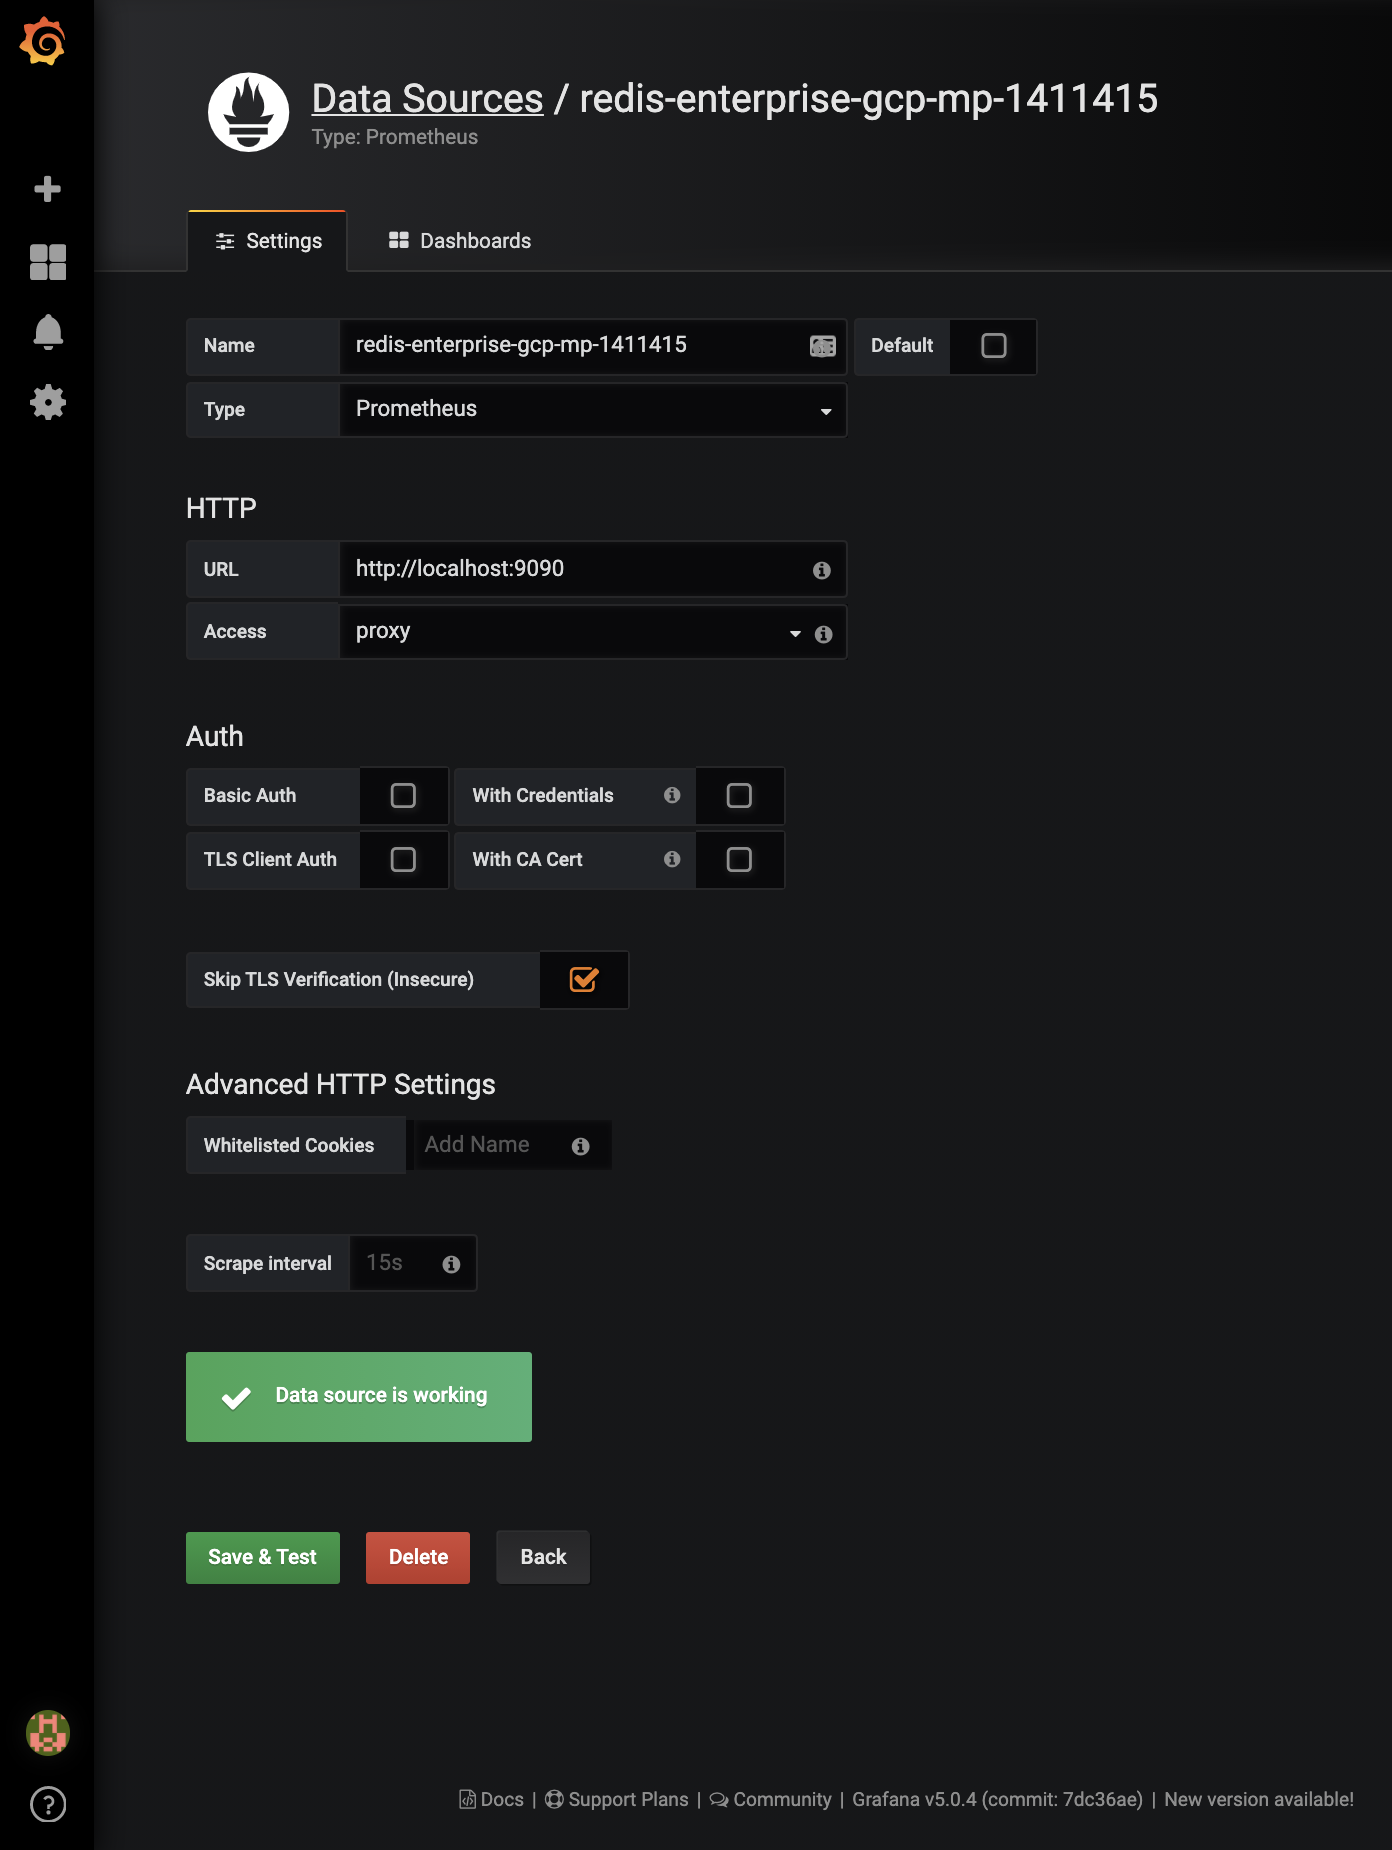 Data Sources / redis-enterprise-gcp-mp-1411415
Type: Prometheus
Settings
Dashboards
Name redis-enterprise-gcp-mp-1411415 Default
Type Prometheus
HTTP
URL http://localhost:9090
Access proxy
Auth
Basic Auth With Credentials
TLS Client Auth With CA Cert
Skip TLS Verification (Insecure)
Advanced HTTP Settings
Whitelisted Cookies Add Name
Scrape interval 15s
Data source is working
Save & Test Delete Back
Docs | Support Plans | Community | Grafana v5.0.4 (commit: 7dc36ae) | New version available!